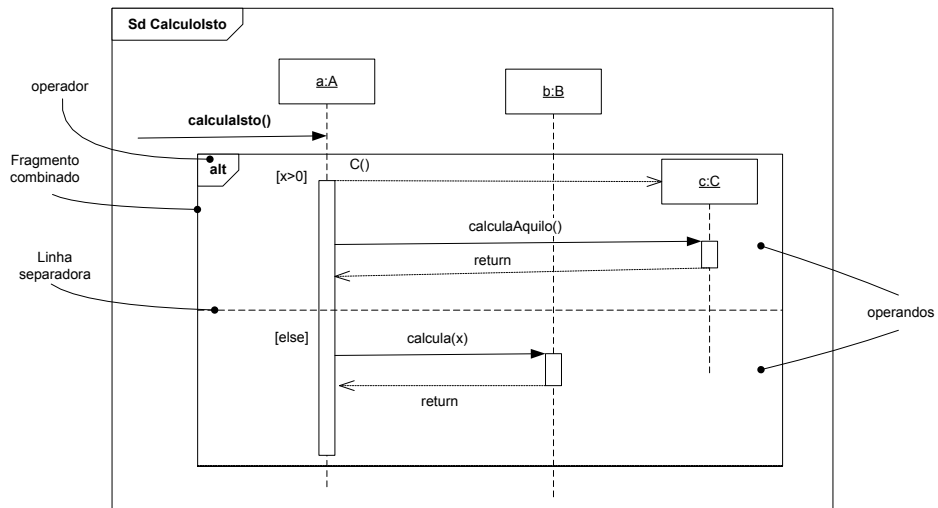 Sd CalculoIsto
a:A
b:B
operador
calculaIsto()
Fragmento
combinado
alt
C()
[x>0]
c:C
calculaAquilo()
return
Linha
separadora
operandos
[else]
calcula(x)
return